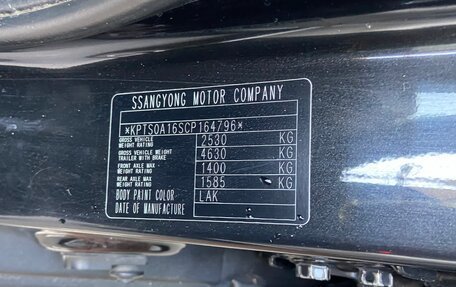 SSANGYONG MOTOR COMPANY
*KPTS0A16SCP164796*
GROSS VEHICLE WEIGHT RATING 2530 KG
GROSS VEHICLE WEIGHT TRAILER WITH BRAKE 4630 KG
FRONT AXLE MAX WEIGHT RATING 1400 KG
REAR AXLE MAX WEIGHT RATING 1585 KG
BODY PAINT COLOR LAK
DATE OF MANUFACTURE